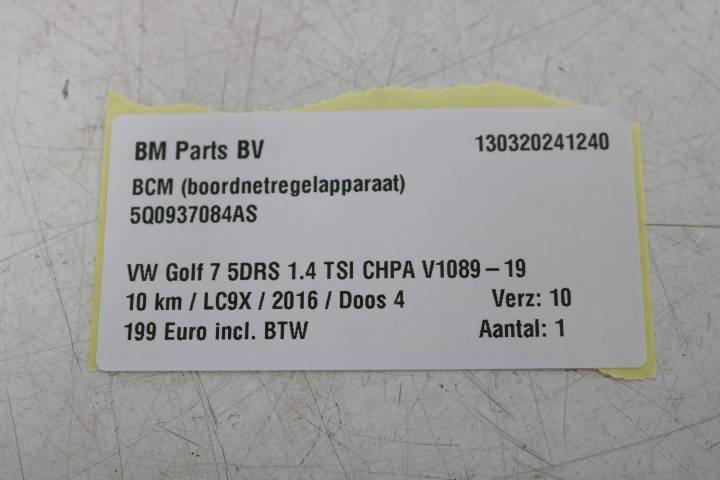 BM Parts BV 130320241240
BCM (boordnetregelapparaat)
5Q0937084AS
VW Golf 7 5DRS 1.4 TSI CHPA V1089-19
10 km / LC9X / 2016 / Doos 4 Verz: 10
199 Euro incl. BTW Aantal: 1